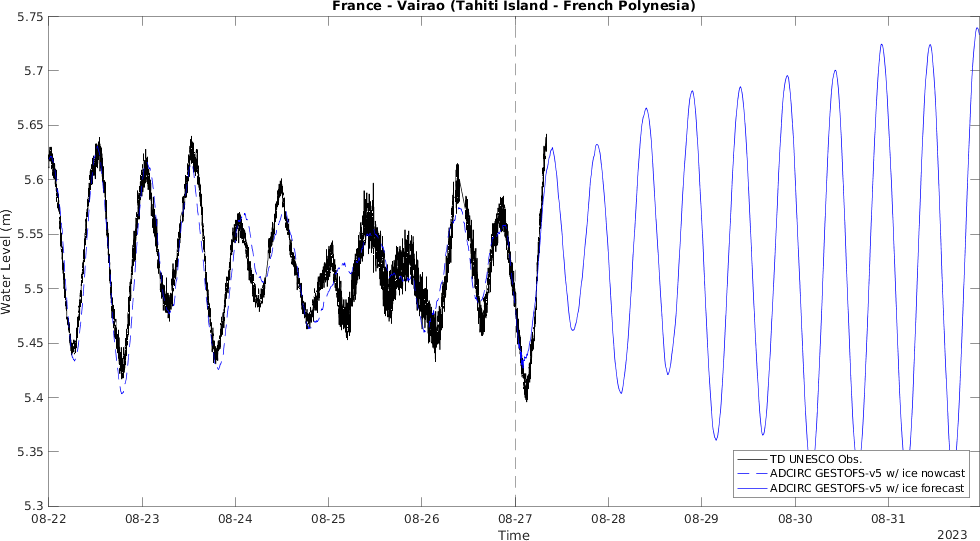 France - Vairao (Tahiti Island - French Polynesia)
5.75
5.7
5.65
5.6
5.55
5.5
5.45
5.4
5.35
5.3
Water Level (m)
TD UNESCO Obs.
ADCIRC GESTOFS-v5 w/ ice nowcast
ADCIRC GESTOFS-v5 w/ ice forecast
08-22 08-23 08-24 08-25 08-26 08-27 08-28 08-29 08-30 08-31
Time
2023